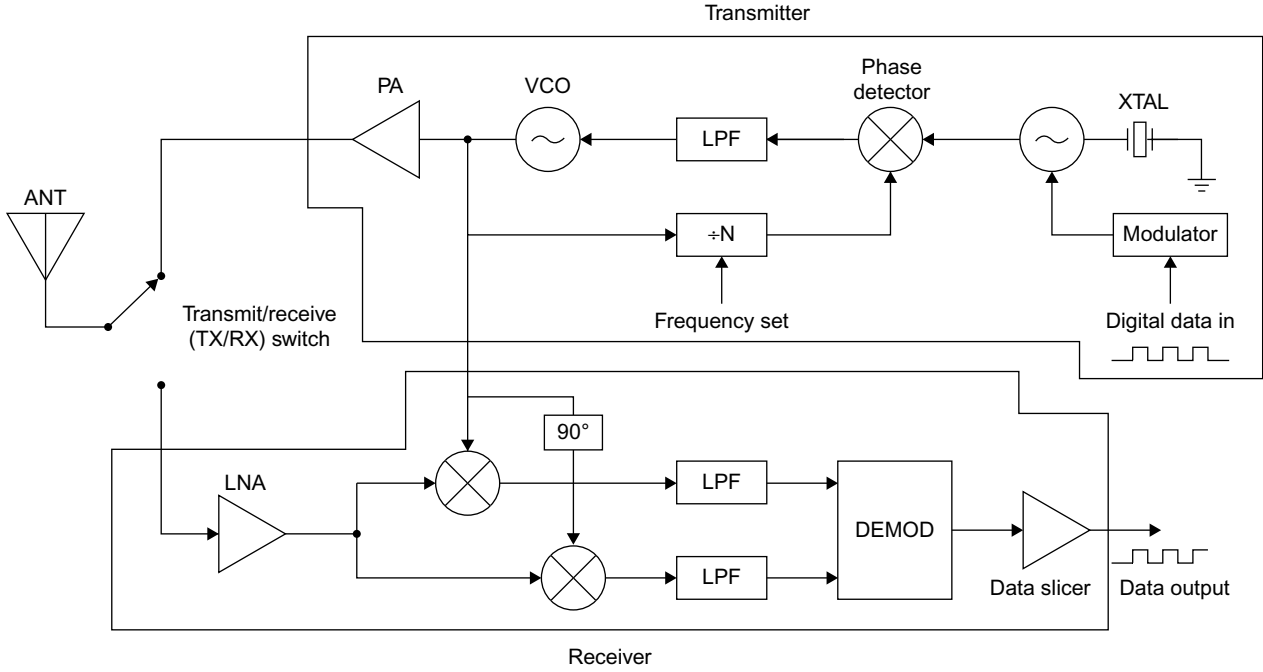 Transmitter
PA
VCO
Phase
detector
XTAL
LPF
ANT
÷N
Modulator
Transmit/receive
(TX/RX) switch
Frequency set
Digital data in
90°
LNA
LPF
DEMOD
LPF
Data slicer
Data output
Receiver